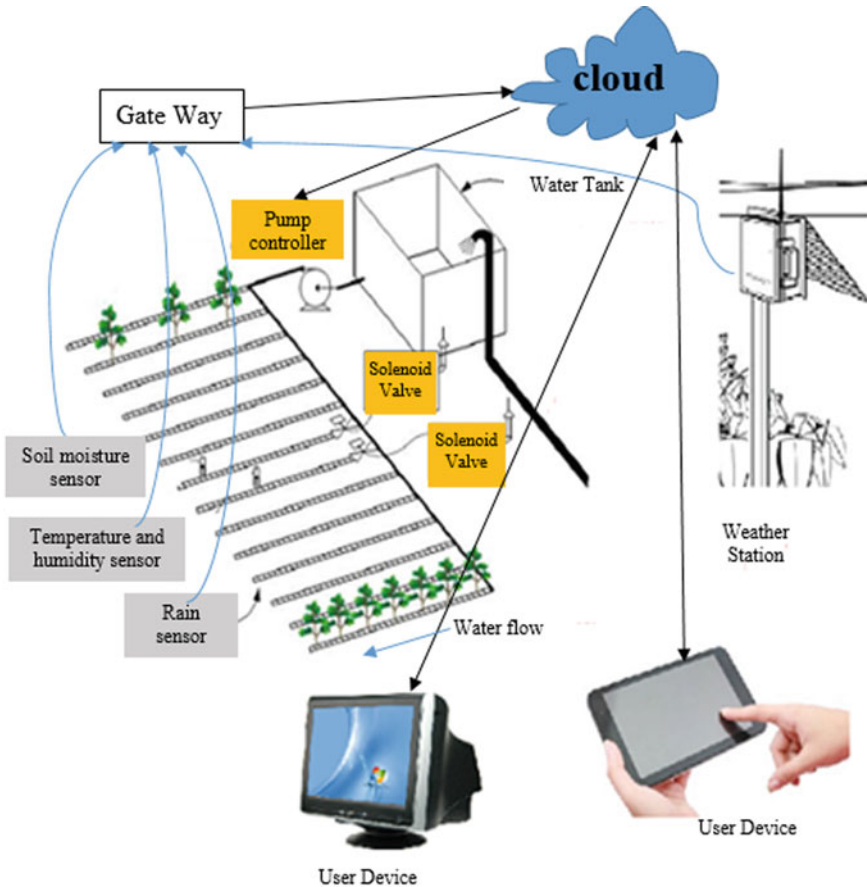 cloud
Gate Way
Water Tank
Pump
controller
Solenoid
Valve
Solenoid
Valve
Soil moisture
sensor
Temperature and
humidity sensor
Rain
sensor
Weather
Station
Water flow
User Device
User Device